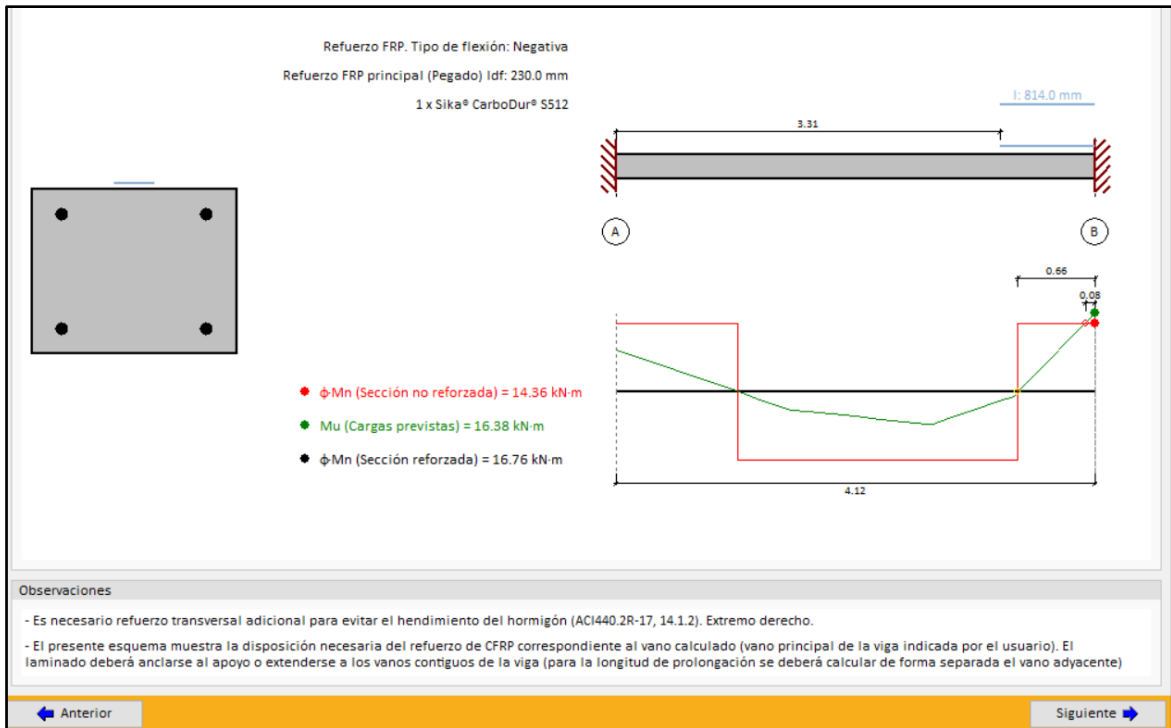 Refuerzo FRP. Tipo de flexión: Negativa
Refuerzo FRP principal (Pegado) ldf: 230.0 mm
1 x Sika® CarboDur® S512
l: 814.0 mm
3.31
A
B
0.66
0.08
ϕ·Mn (Sección no reforzada) = 14.36 kN·m
Mu (Cargas previstas) = 16.38 kN·m
ϕ·Mn (Sección reforzada) = 16.76 kN·m
4.12
Observaciones
- Es necesario refuerzo transversal adicional para evitar el hendimiento del hormigón (ACI440.2R-17, 14.1.2). Extremo derecho.
- El presente esquema muestra la disposición necesaria del refuerzo de CFRP correspondiente al vano calculado (vano principal de la viga indicada por el usuario). El
laminado deberá anclarse al apoyo o extenderse a los vanos contiguos de la viga (para la longitud de prolongación se deberá calcular de forma separada el vano adyacente)
Anterior
Siguiente